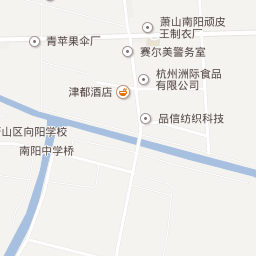 萧山南阳顽皮
王制衣厂
青苹果伞厂
赛尔美警务室
杭州洲际食品
有限公司
津都酒店
品信纺织科技
山区向阳学校
南阳中学桥